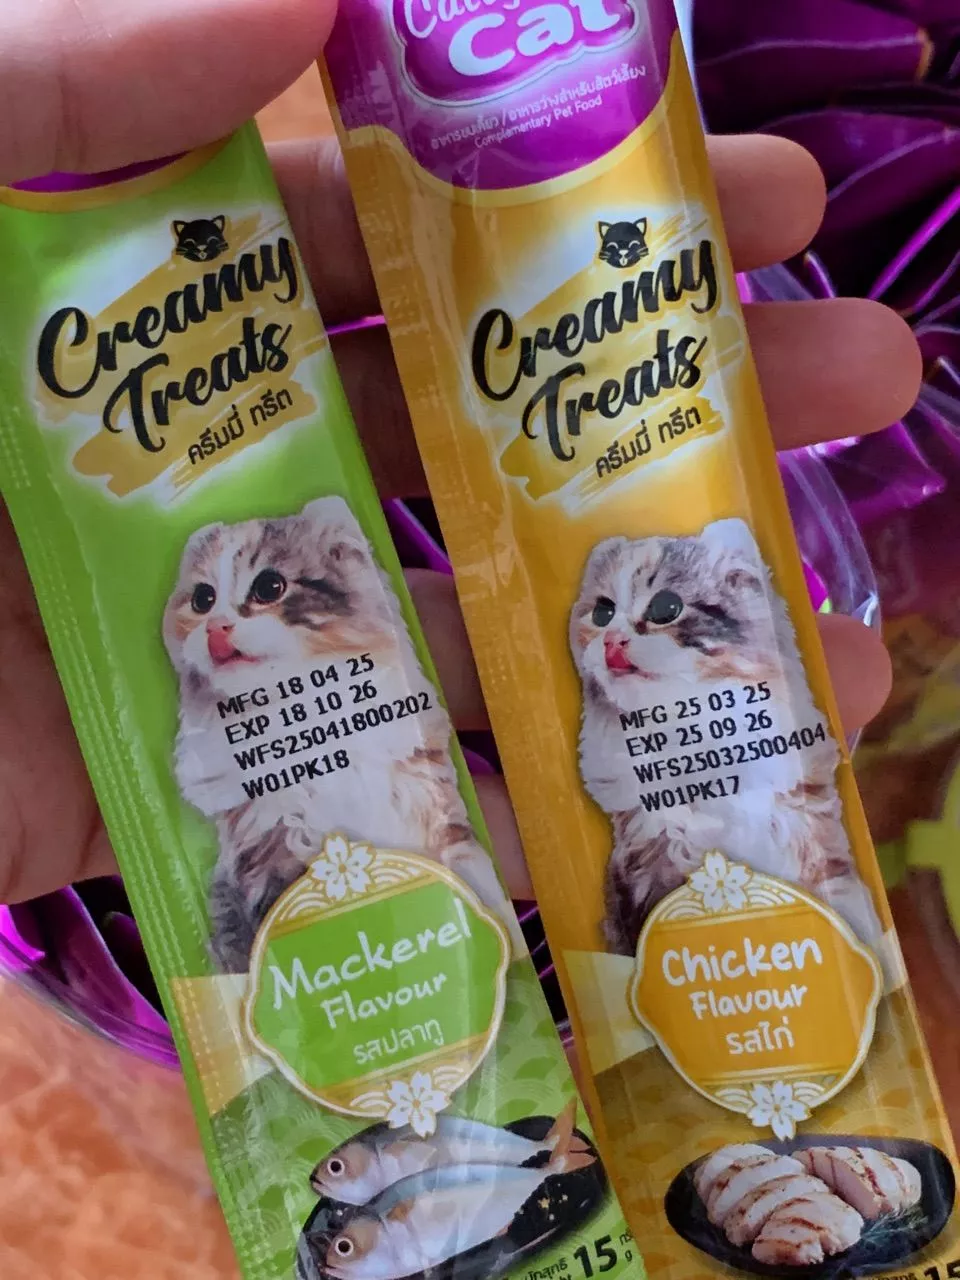 Cat
อาหารขบเคี้ยว / อาหารว่างสำหรับสัตว์เลี้ยง
Complementary Pet Food
Creamy
Treats
ครีมมี่ ทรีต
MFG 18 04 25
EXP 18 10 26
WFS25041800202
W01PK18
Mackerel
Flavour
รสปลาทู
15
g
Creamy
Treats
ครีมมี่ ทรีต
MFG 25 03 25
EXP 25 09 26
WFS25032500404
W01PK17
Chicken
Flavour
รสไก่
15